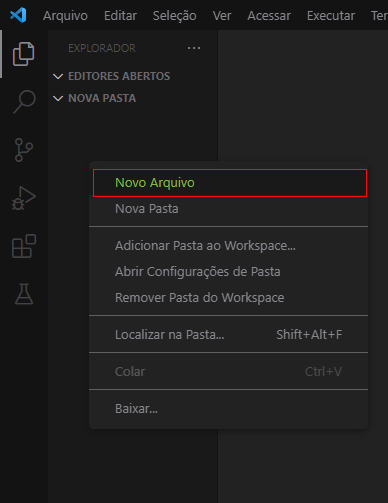 Arquivo Editar Seleção Ver Acessar Executar Ter
EXPLORADOR ...
EDITORES ABERTOS
NOVA PASTA
Novo Arquivo
Nova Pasta
Adicionar Pasta ao Workspace...
Abrir Configurações de Pasta
Remover Pasta do Workspace
Localizar na Pasta... Shift+Alt+F
Colar Ctrl+V
Baixar...